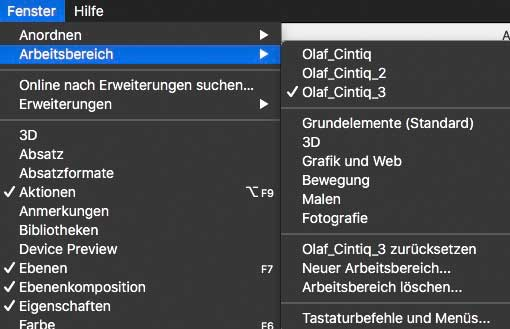 Fenster Hilfe
A
Anordnen
Arbeitsbereich
Online nach Erweiterungen suchen...
Erweiterungen
3D
Absatz
Absatzformate
Aktionen ⌥F9
Anmerkungen
Bibliotheken
Device Preview
Ebenen F7
Ebenenkomposition
Eigenschaften
Farbe F6
Olaf_Cintiq
Olaf_Cintiq_2
Olaf_Cintiq_3
Grundelemente (Standard)
3D
Grafik und Web
Bewegung
Malen
Fotografie
Olaf_Cintiq_3 zurücksetzen
Neuer Arbeitsbereich...
Arbeitsbereich löschen...
Tastaturbefehle und Menüs...